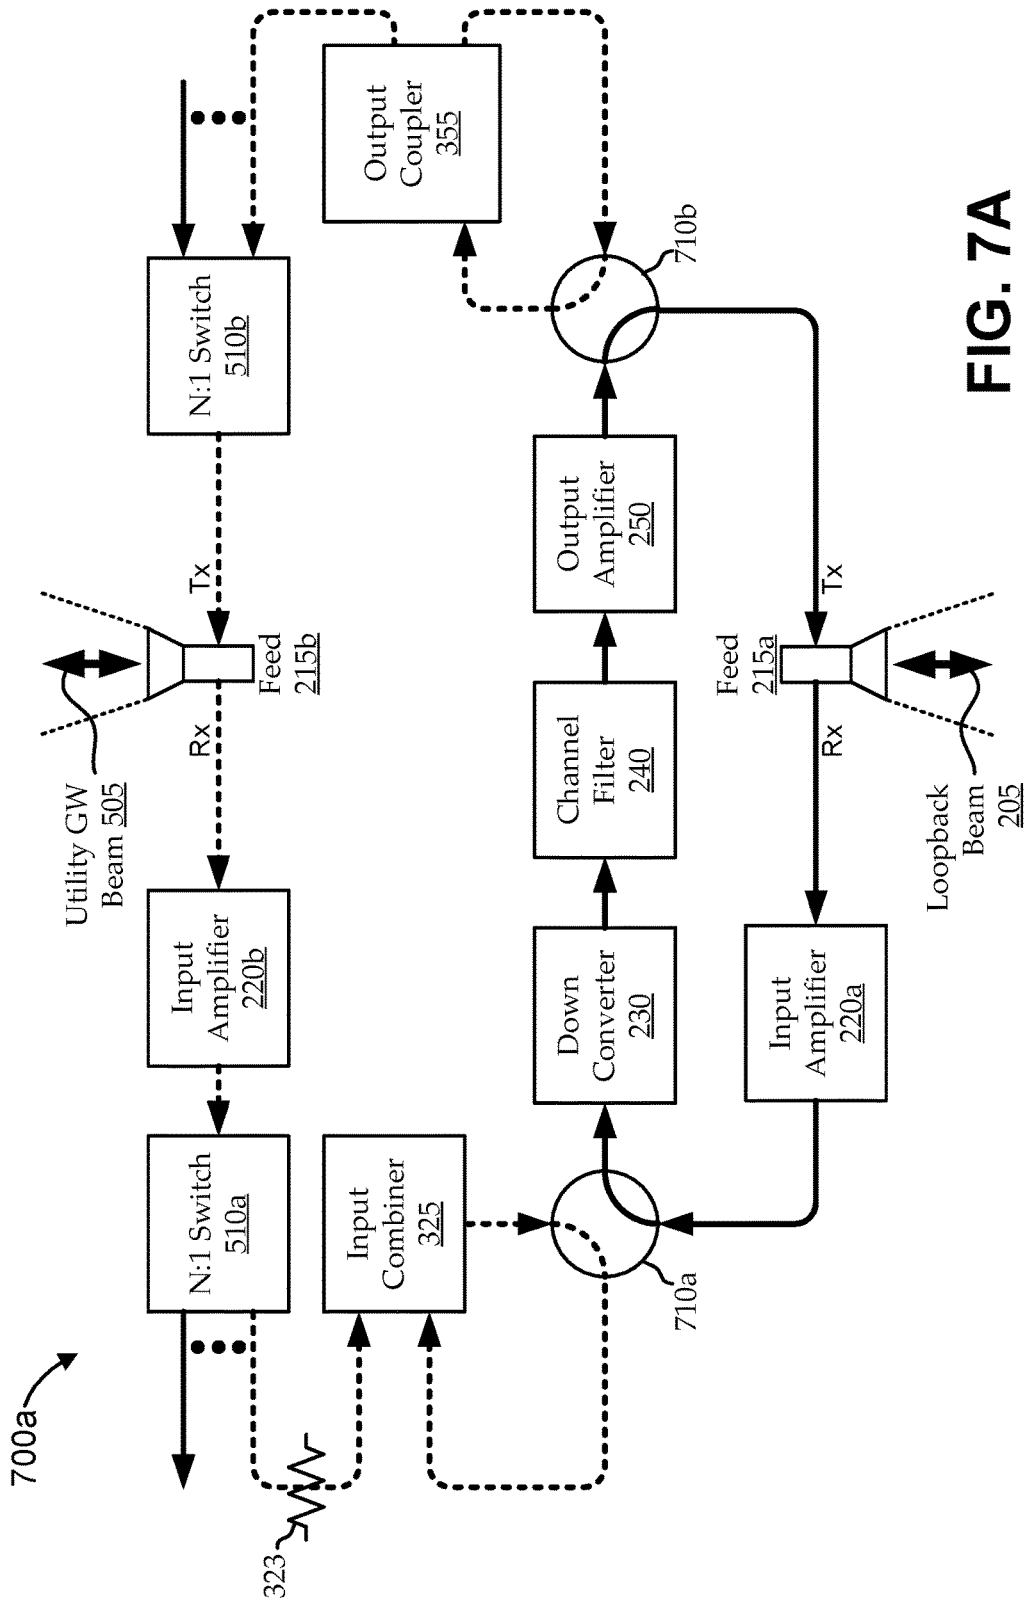 700a
Utility GW
Beam 505
N:1 Switch
510a
Input
Amplifier
220b
Rx
Tx
Feed
215b
N:1 Switch
510b
323
Input
Combiner
325
Output
Coupler
355
710a
Down
Converter
230
Channel
Filter
240
Output
Amplifier
250
710b
Input
Amplifier
220a
Rx
Tx
Feed
215a
Loopback
Beam
205
FIG. 7A